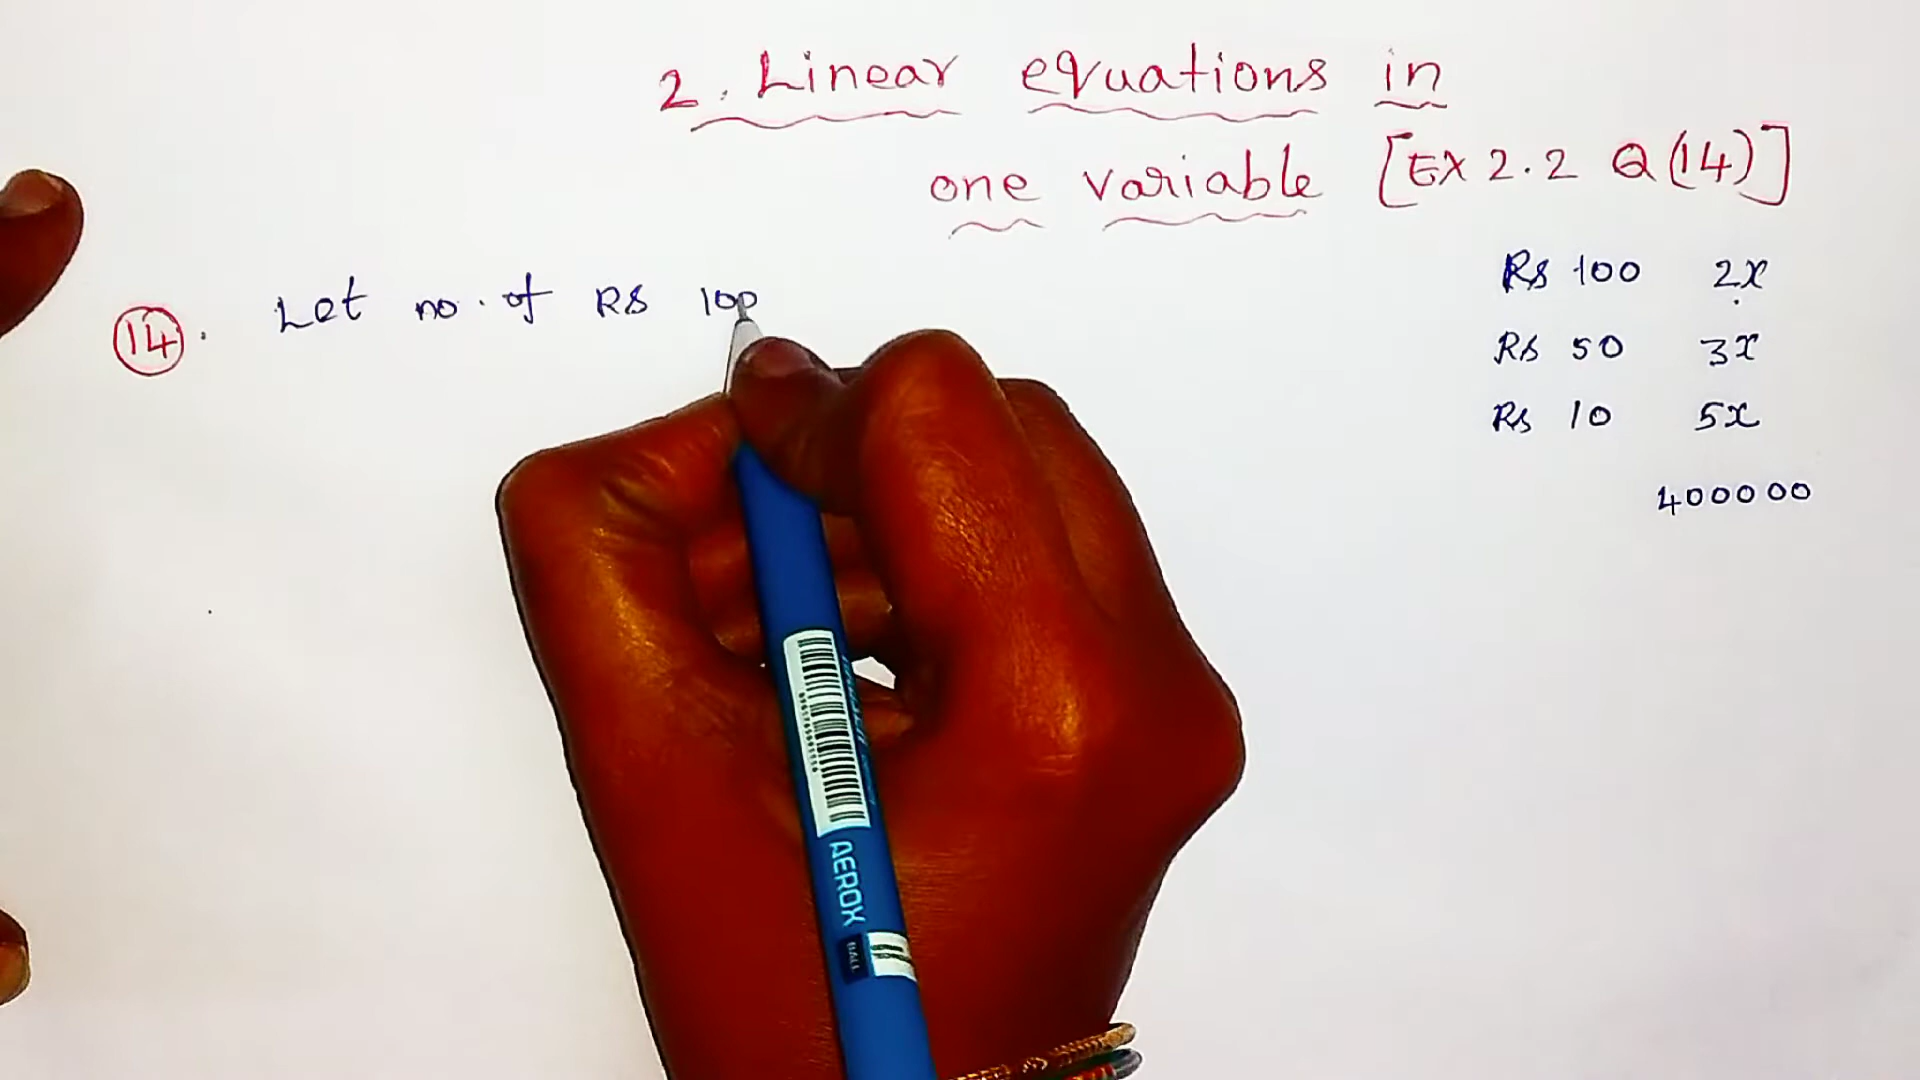 2. Linear equations in
one variable [EX 2.2 Q(14)]
14. Let no. of RS 100
Rs 100 2x
Rs 50 3x
Rs 10 5x
400000
AEROX
BALL